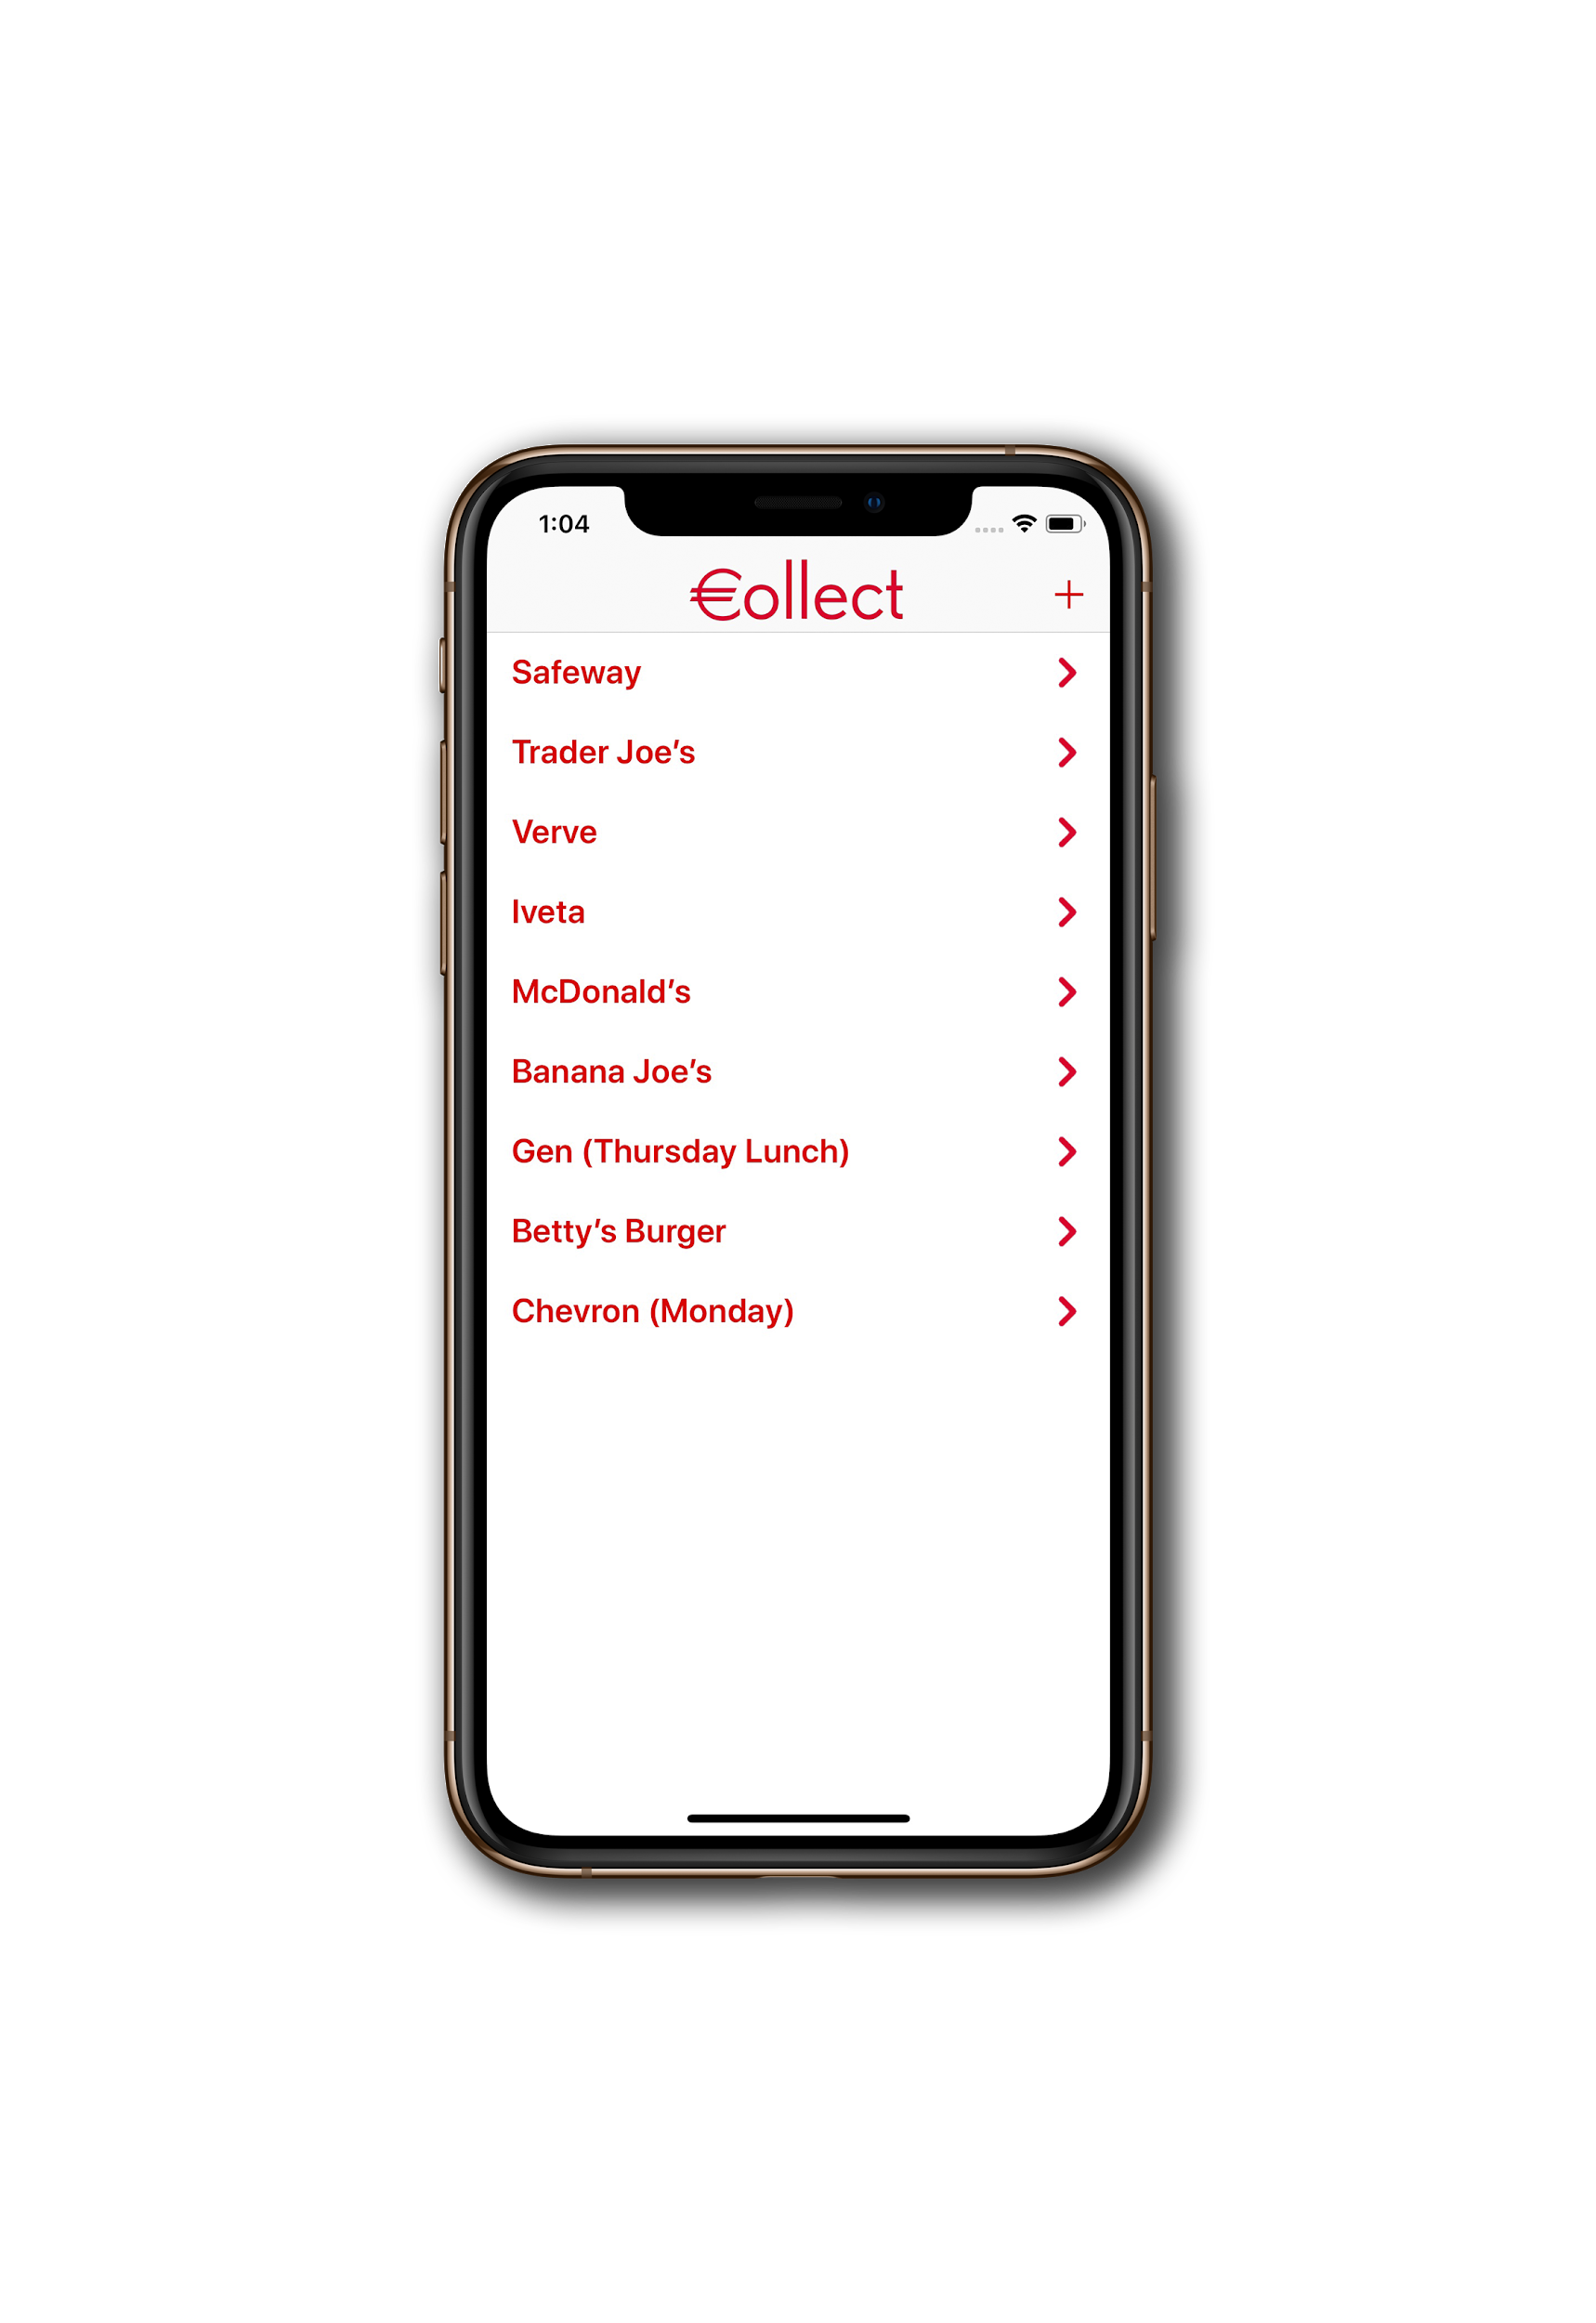 1:04
€ollect
+
Safeway
Trader Joe’s
Verve
Iveta
McDonald’s
Banana Joe’s
Gen (Thursday Lunch)
Betty’s Burger
Chevron (Monday)